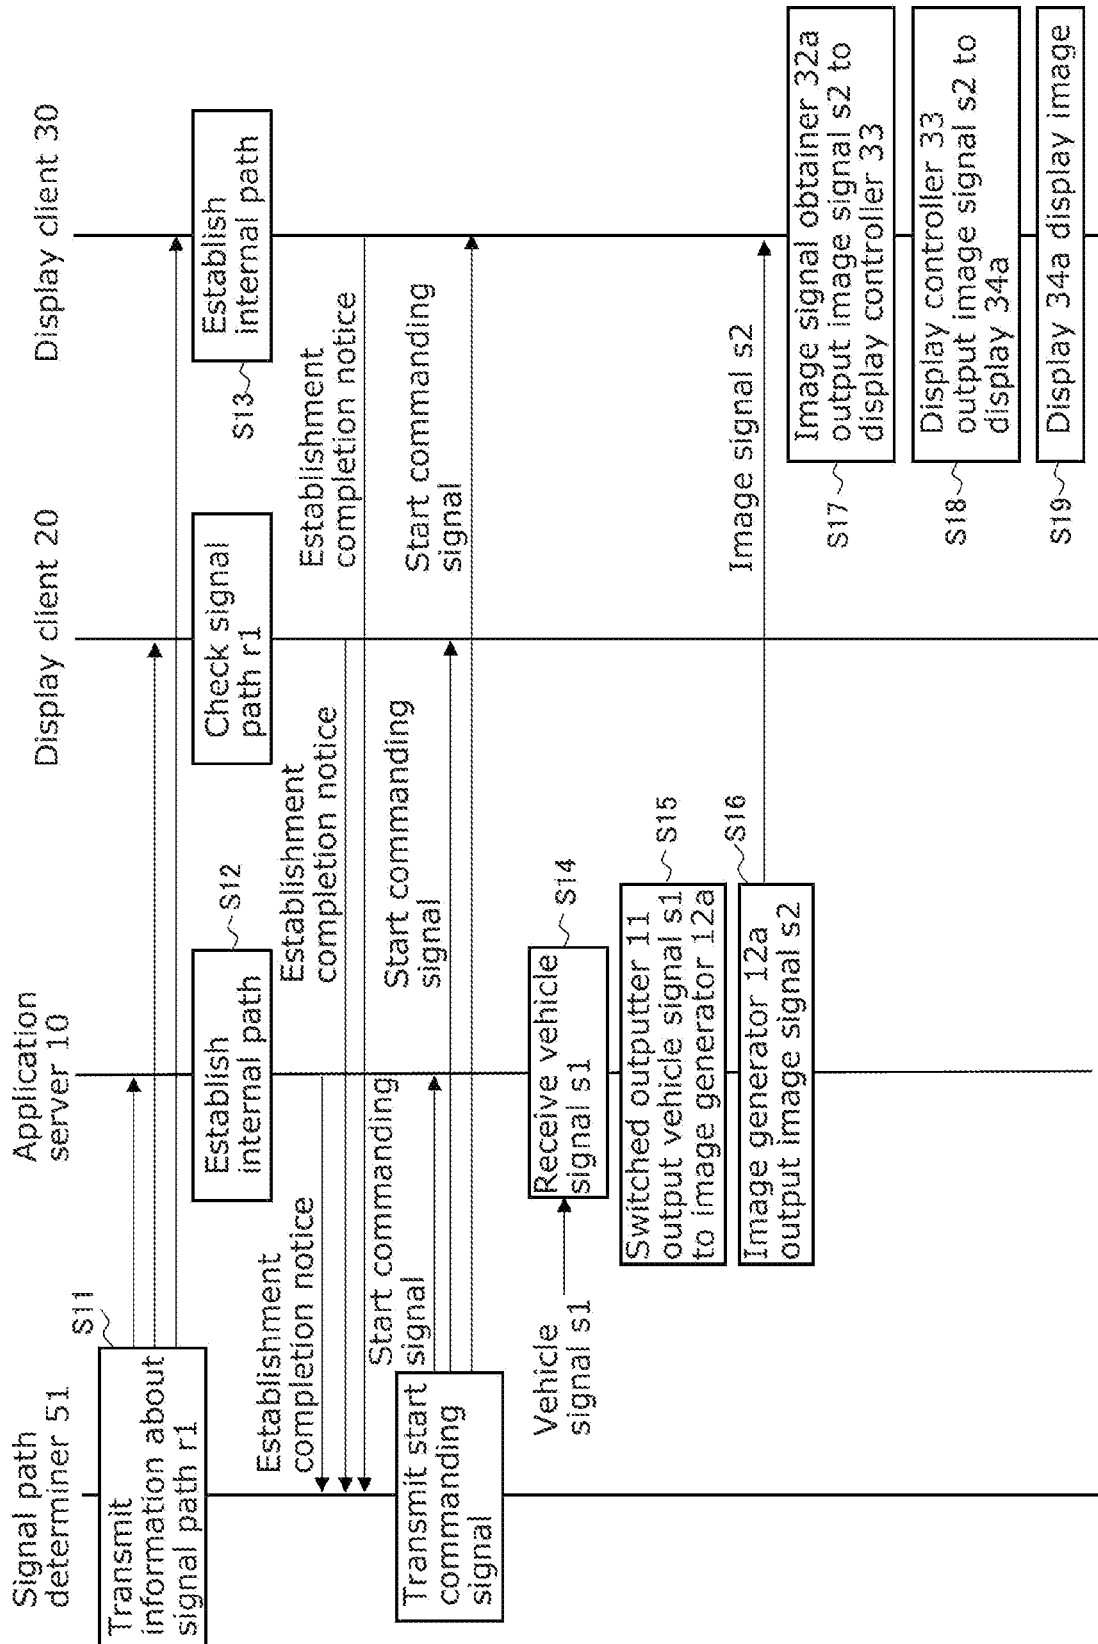 Signal path
determiner 51
Application
server 10
Display client 20
Display client 30
Transmit
information about
signal path r1
S11
Establish
internal path
S12
Check signal
path r1
Establish
internal path
S13
Establishment
completion notice
Establishment
completion notice
Establishment
completion notice
Transmit start
commanding
signal
Start commanding
signal
Start commanding
signal
Start commanding
signal
Vehicle
signal s1
Receive vehicle
signal s1
S14
Switched outputter 11
output vehicle signal s1
to image generator 12a
S15
Image generator 12a
output image signal s2
S16
Image signal s2
Image signal obtainer 32a
output image signal s2 to
display controller 33
S17
Display controller 33
output image signal s2 to
display 34a
S18
Display 34a display image
S19